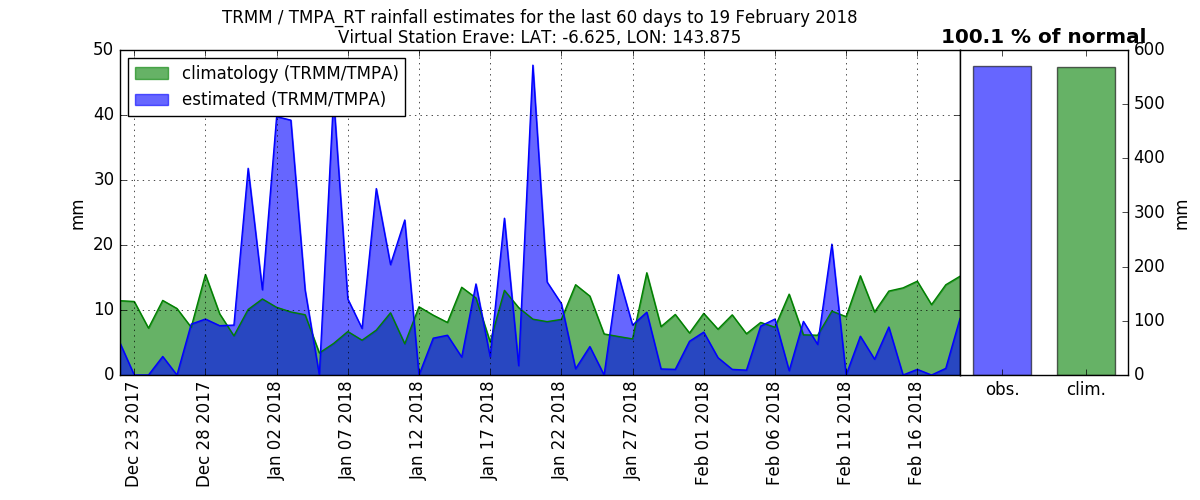 TRMM / TMPA_RT rainfall estimates for the last 60 days to 19 February 2018
Virtual Station Erave: LAT: -6.625, LON: 143.875
100.1 % of normal
climatology (TRMM/TMPA)
estimated (TRMM/TMPA)
50
40
30
20
10
0
mm
Dec 23 2017
Dec 28 2017
Jan 02 2018
Jan 07 2018
Jan 12 2018
Jan 17 2018
Jan 22 2018
Jan 27 2018
Feb 01 2018
Feb 06 2018
Feb 11 2018
Feb 16 2018
600
500
400
300
200
100
0
mm
obs.
clim.